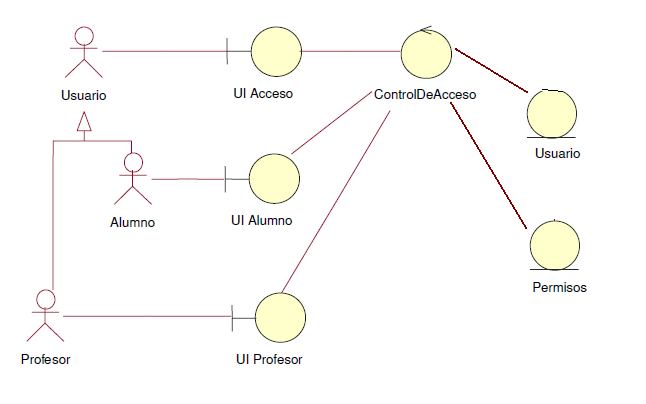 Usuario
UI Acceso
ControlDeAcceso
Usuario
Alumno
UI Alumno
Permisos
Profesor
UI Profesor